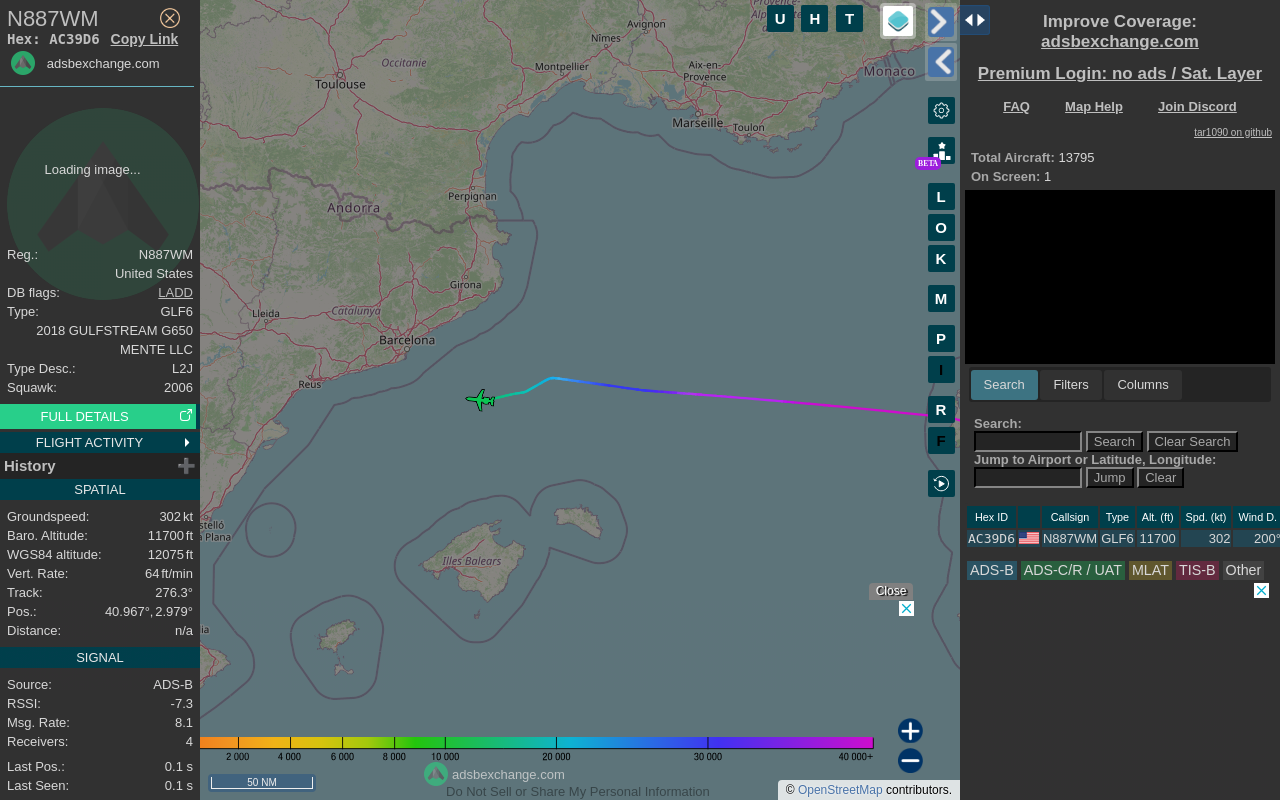 N887WM
Hex: AC39D6 Copy Link
adsbexchange.com
Loading image...
Reg.: N887WM
United States
DB flags: LADD
Type: GLF6
2018 GULFSTREAM G650
MENTE LLC
Type Desc.: L2J
Squawk: 2006
FULL DETAILS
FLIGHT ACTIVITY
History
SPATIAL
Groundspeed: 302 kt
Baro. Altitude: 11700 ft
WGS84 altitude: 12075 ft
Vert. Rate: 64 ft/min
Track: 276.3°
Pos.: 40.967°, 2.979°
Distance: n/a
SIGNAL
Source: ADS-B
RSSI: -7.3
Msg. Rate: 8.1
Receivers: 4
Last Pos.: 0.1 s
Last Seen: 0.1 s
U H T
Avignon
Nîmes
Occitanie
Montpellier
Aix-en-
Provence
Monaco
Toulouse
Marseille
Toulon
Perpignan
Andorra
Girona
Catalunya
Lleida
Barcelona
Reus
Illes Balears
BETA
L
O
K
M
P
I
R
F
Close
2 000 4 000 6 000 8 000 10 000 20 000 30 000 40 000+
50 NM
adsbexchange.com
Do Not Sell or Share My Personal Information
© OpenStreetMap contributors.
Improve Coverage:
adsbexchange.com
Premium Login: no ads / Sat. Layer
FAQ Map Help Join Discord
tar1090 on github
Total Aircraft: 13795
On Screen: 1
Search Filters Columns
Search:
Search Clear Search
Jump to Airport or Latitude, Longitude:
Jump Clear
Hex ID Callsign Type Alt. (ft) Spd. (kt) Wind D.
AC39D6 N887WM GLF6 11700 302 200°
ADS-B ADS-C/R / UAT MLAT TIS-B Other